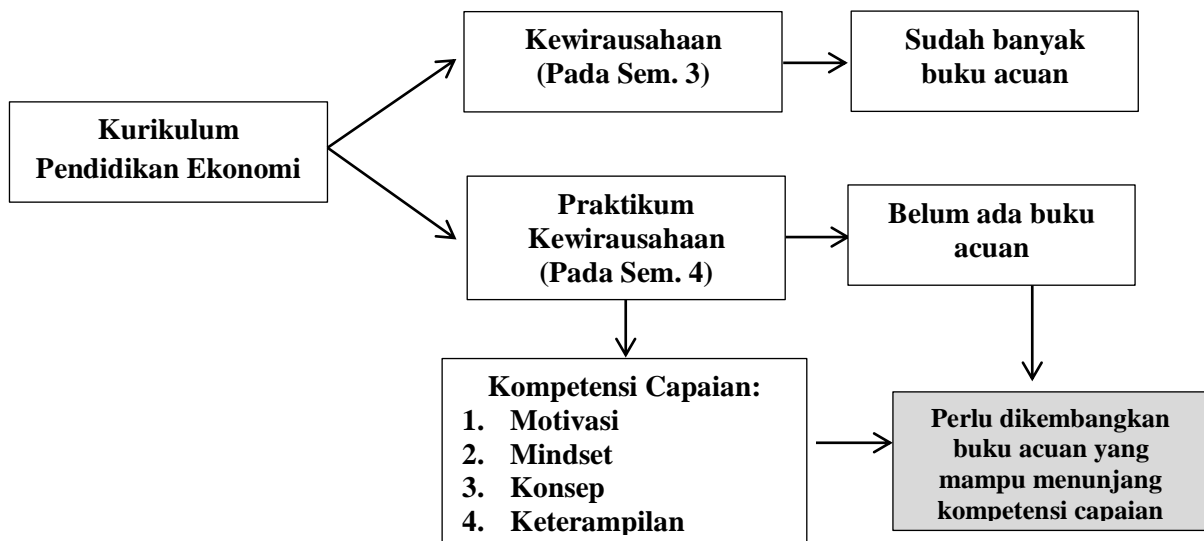 Kurikulum
Pendidikan Ekonomi
Kewirausahaan
(Pada Sem. 3)
Sudah banyak
buku acuan
Praktikum
Kewirausahaan
(Pada Sem. 4)
Belum ada buku
acuan
Kompetensi Capaian:
1. Motivasi
2. Mindset
3. Konsep
4. Keterampilan
Perlu dikembangkan
buku acuan yang
mampu menunjang
kompetensi capaian